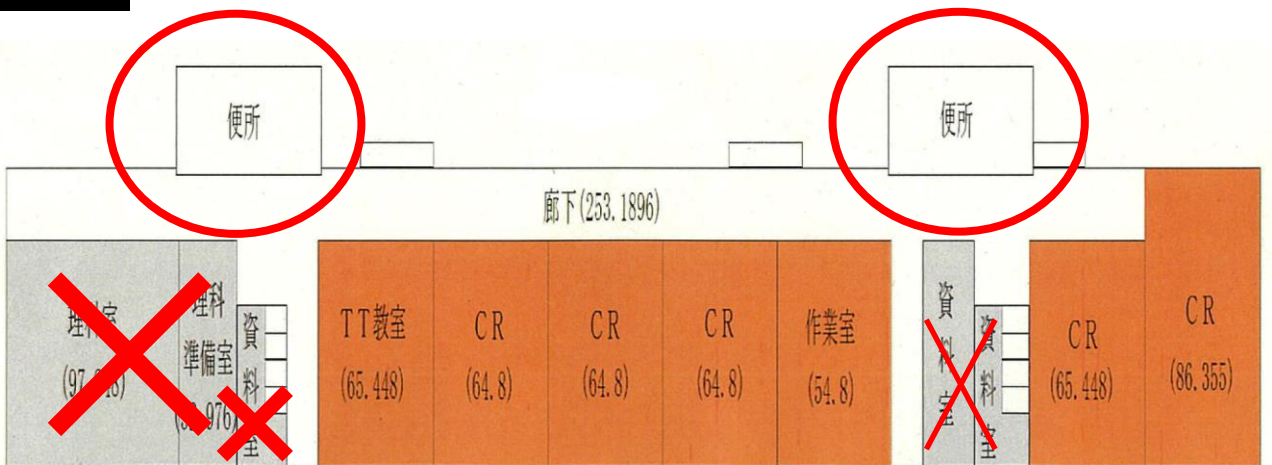 便所
便所
廊下(253.1896)
理科
準備室
資料室
TT教室
(65.448)
CR
(64.8)
CR
(64.8)
CR
(64.8)
作業室
(54.8)
資料室
資料室
CR
(65.448)
CR
(86.355)